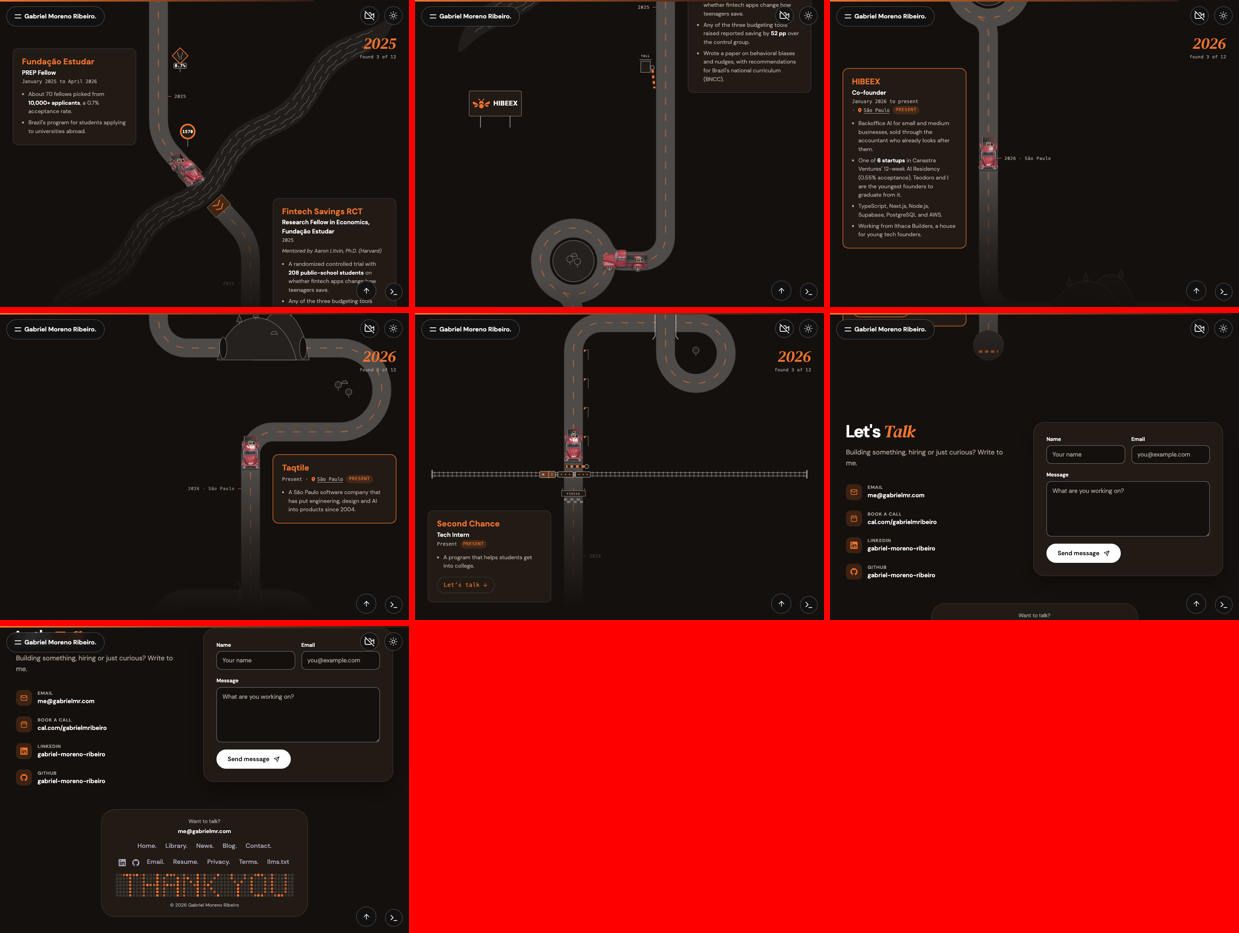 Gabriel Moreno Ribeiro.
2025
found 3 of 12
Fundação Estudar
PREP Fellow
January 2025 to April 2026
• About 70 fellows picked from
10,000+ applicants, a 0.7%
acceptance rate.
• Brazil's program for students applying
to universities abroad.
0.7%
2025
1570
Fintech Savings RCT
Research Fellow in Economics,
Fundação Estudar
2025
Mentored by Aaron Litvin, Ph.D. (Harvard)
• A randomized controlled trial with
208 public-school students on
whether fintech apps change how
teenagers save.
• Any of the three budgeting tools
2025
Gabriel Moreno Ribeiro.
2025
whether fintech apps change how
teenagers save.
• Any of the three budgeting tools
raised reported saving by 52 pp over
the control group.
• Wrote a paper on behavioral biases
and nudges, with recommendations
for Brazil's national curriculum
(BNCC).
TOLL
HIBEEX
Gabriel Moreno Ribeiro.
2026
found 3 of 12
HIBEEX
Co-founder
January 2026 to present
· São Paulo PRESENT
• Backoffice AI for small and medium
businesses, sold through the
accountant who already looks after
them.
• One of 6 startups in Canastra
Ventures' 12-week AI Residency
(0.55% acceptance). Teodoro and I
are the youngest founders to
graduate from it.
• TypeScript, Next.js, Node.js,
Supabase, PostgreSQL and AWS.
• Working from Ithaca Builders, a house
for young tech founders.
2026 · São Paulo
Gabriel Moreno Ribeiro.
2026
found 3 of 12
Taqtile
Present · São Paulo PRESENT
• A São Paulo software company that
has put engineering, design and AI
into products since 2004.
2026 · São Paulo
Gabriel Moreno Ribeiro.
2026
found 3 of 12
FINISH
Second Chance
Tech Intern
Present PRESENT
• A program that helps students get
into college.
Let's talk ↓
2026
Gabriel Moreno Ribeiro.
Let's Talk
Building something, hiring or just curious? Write to
me.
EMAIL
me@gabrielmr.com
BOOK A CALL
cal.com/gabrielmribeiro
LINKEDIN
gabriel-moreno-ribeiro
GITHUB
gabriel-moreno-ribeiro
Name
Email
Your name
you@example.com
Message
What are you working on?
Send message
Want to talk?
Gabriel Moreno Ribeiro.
Building something, hiring or just curious? Write to
me.
EMAIL
me@gabrielmr.com
BOOK A CALL
cal.com/gabrielmribeiro
LINKEDIN
gabriel-moreno-ribeiro
GITHUB
gabriel-moreno-ribeiro
Name
Email
Your name
you@example.com
Message
What are you working on?
Send message
Want to talk?
me@gabrielmr.com
Home. Library. News. Blog. Contact.
Email. Resume. Privacy. Terms. llms.txt
THANK YOU
© 2026 Gabriel Moreno Ribeiro